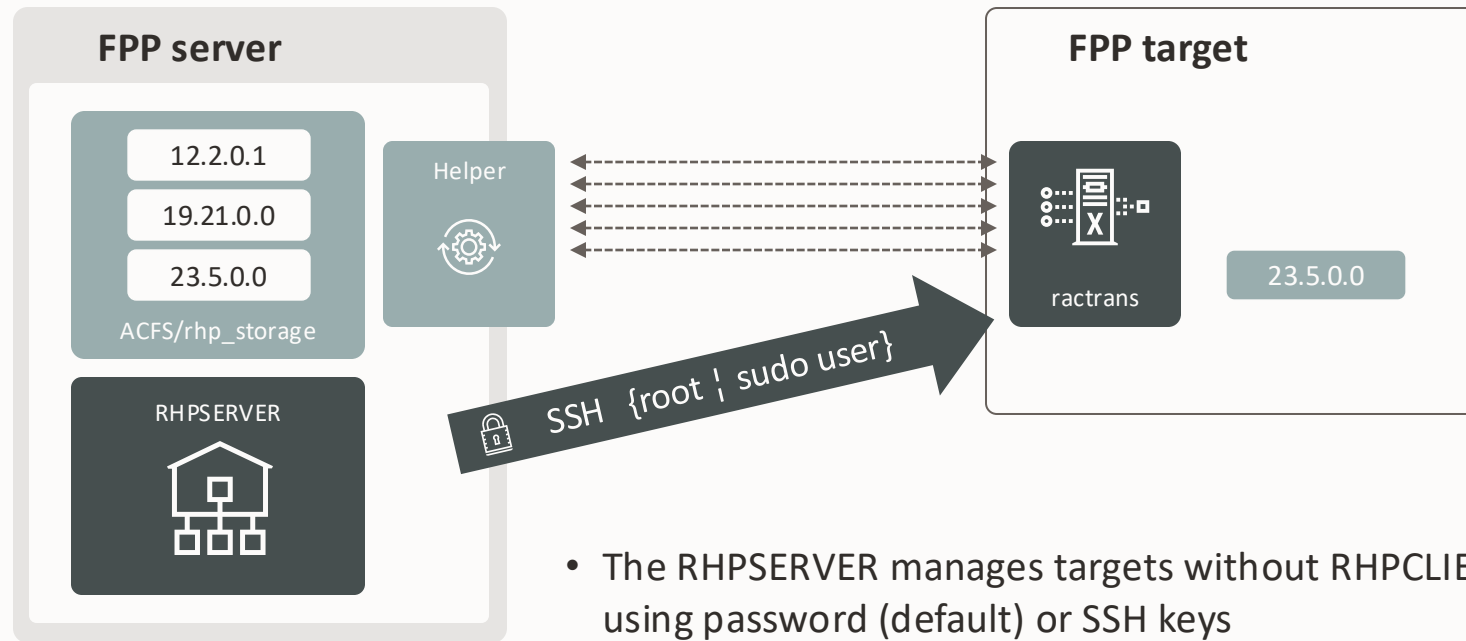 FPP server
12.2.0.1
19.21.0.0
23.5.0.0
ACFS/rhp_storage
RHPSERVER
Helper
SSH {root ¦ sudo user}
FPP target
X
ractrans
23.5.0.0
• The RHPSERVER manages targets without RHPCLIE
using password (default) or SSH keys